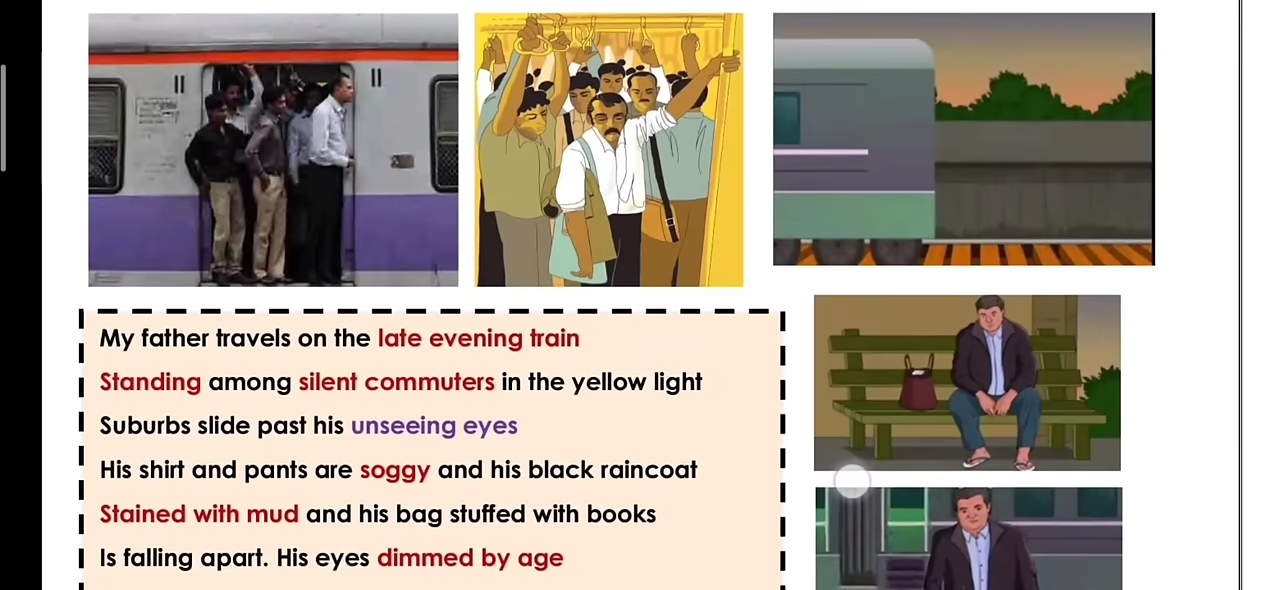 My father travels on the late evening train
Standing among silent commuters in the yellow light
Suburbs slide past his unseeing eyes
His shirt and pants are soggy and his black raincoat
Stained with mud and his bag stuffed with books
Is falling apart. His eyes dimmed by age